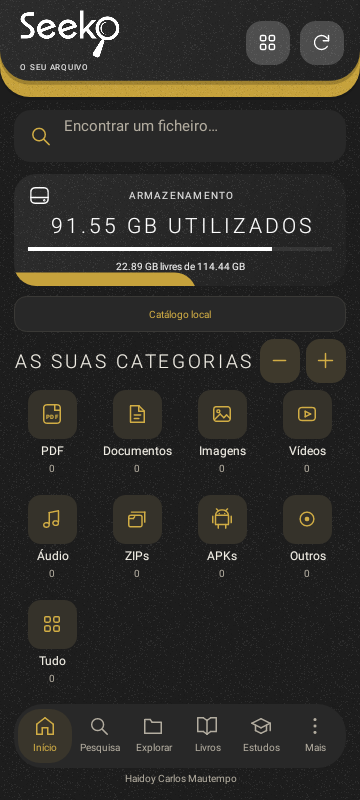 Seeko
O SEU ARQUIVO
Encontrar um ficheiro...
ARMAZENAMENTO
91.55 GB UTILIZADOS
22.89 GB livres de 114.44 GB
Catálogo local
AS SUAS CATEGORIAS
PDF
PDF Documentos Imagens Vídeos
0 0 0 0
Áudio ZIPs APKs Outros
0 0 0 0
Tudo
0
Início Pesquisa Explorar Livros Estudos Mais
Haidoy Carlos Mautempo